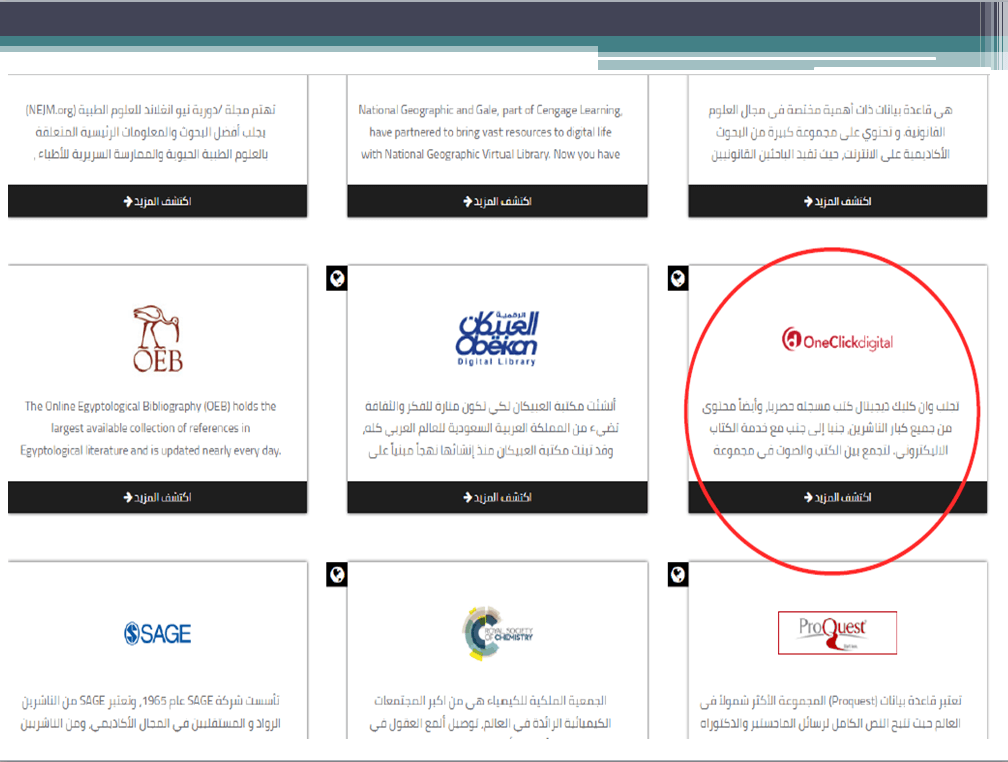 هي قاعدة بيانات ذات أهمية مختصة في مجال العلوم
القانونية. و تحتوي على مجموعة كبيرة من البحوث
الأكاديمية على الانترنت، حيث تفيد الباحثين القانونيين
اكتشف المزيد
National Geographic and Gale, part of Cengage Learning,
have partnered to bring vast resources to digital life
with National Geographic Virtual Library. Now you have
اكتشف المزيد
تهتم مجلة /دورية نيو انغلاند للعلوم الطبية (NEJM.org)
بجلب أفضل البحوث والمعلومات الرئيسية المتعلقة
بالعلوم الطبية الحيوية والممارسة السريرية للأطباء ,
اكتشف المزيد
OneClickdigital
تجلب وان كليك ديجيتال كتب مسجلة حصريا، وأيضاً محتوى
من جميع كبار الناشرين، جنبا إلى جنب مع خدمة الكتاب
الاليكتروني. لتجمع بين الكتب والصوت في مجموعة
اكتشف المزيد
الرقمية
العبيكان
Obëkon
Digital Library
أنشئت مكتبة العبيكان لكي تكون منارة للفكر والثقافة
تضيء من المملكة العربية السعودية للعالم العربي كله،
وقد تبنت مكتبة العبيكان منذ إنشائها نهجاً مبنياً على
اكتشف المزيد
OEB
The Online Egyptological Bibliography (OEB) holds the
largest available collection of references in
Egyptological literature and is updated nearly every day.
اكتشف المزيد
ProQuest
تعتبر قاعدة بيانات (Proquest) المجموعة الأكثر شمولاً في
العالم حيث تتيح النص الكامل لرسائل الماجستير والدكتوراه
ROYAL SOCIETY
OF CHEMISTRY
الجمعية الملكية للكيمياء هي من اكبر المجتمعات
الكيميائية الرائدة في العالم، توصيل ألمع العقول في
SAGE
تأسست شركة SAGE عام 1965، وتعتبر SAGE من الناشرين
الرواد و المستقلين في المجال الأكاديمي، ومن الناشريين